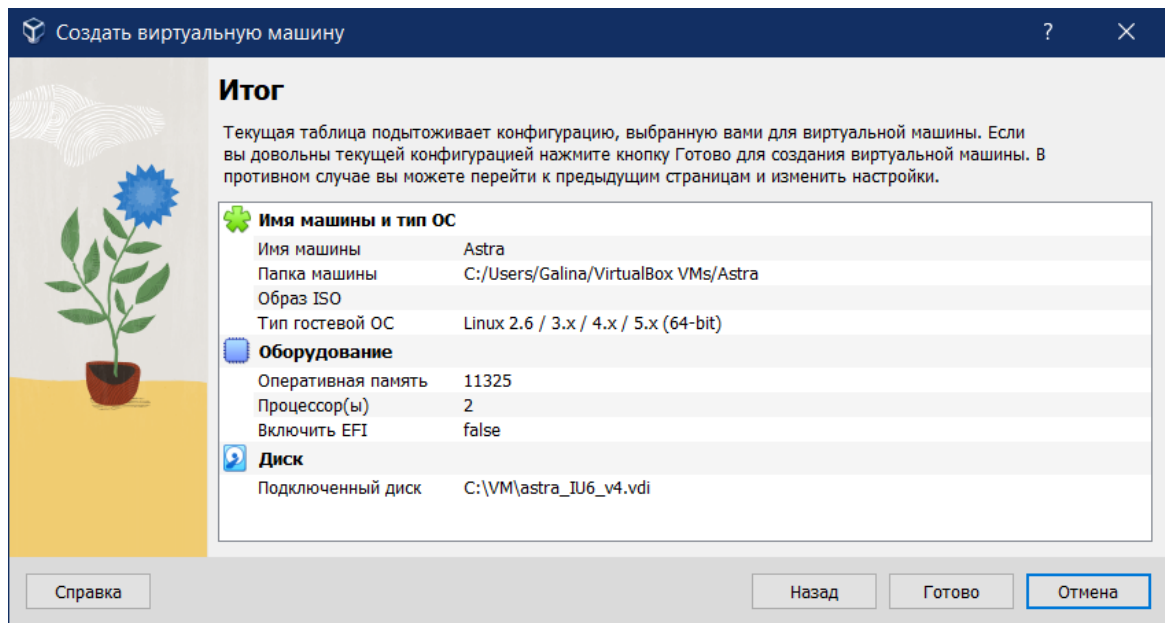 Создать виртуальную машину
?
Итог
Текущая таблица подытоживает конфигурацию, выбранную вами для виртуальной машины. Если
вы довольны текущей конфигурацией нажмите кнопку Готово для создания виртуальной машины. В
противном случае вы можете перейти к предыдущим страницам и изменить настройки.
Имя машины и тип ОС
Имя машины Astra
Папка машины C:/Users/Galina/VirtualBox VMs/Astra
Образ ISO
Тип гостевой ОС Linux 2.6 / 3.x / 4.x / 5.x (64-bit)
Оборудование
Оперативная память 11325
Процессор(ы) 2
Включить EFI false
Диск
Подключенный диск C:\VM\astra_IU6_v4.vdi
Справка Назад Готово Отмена